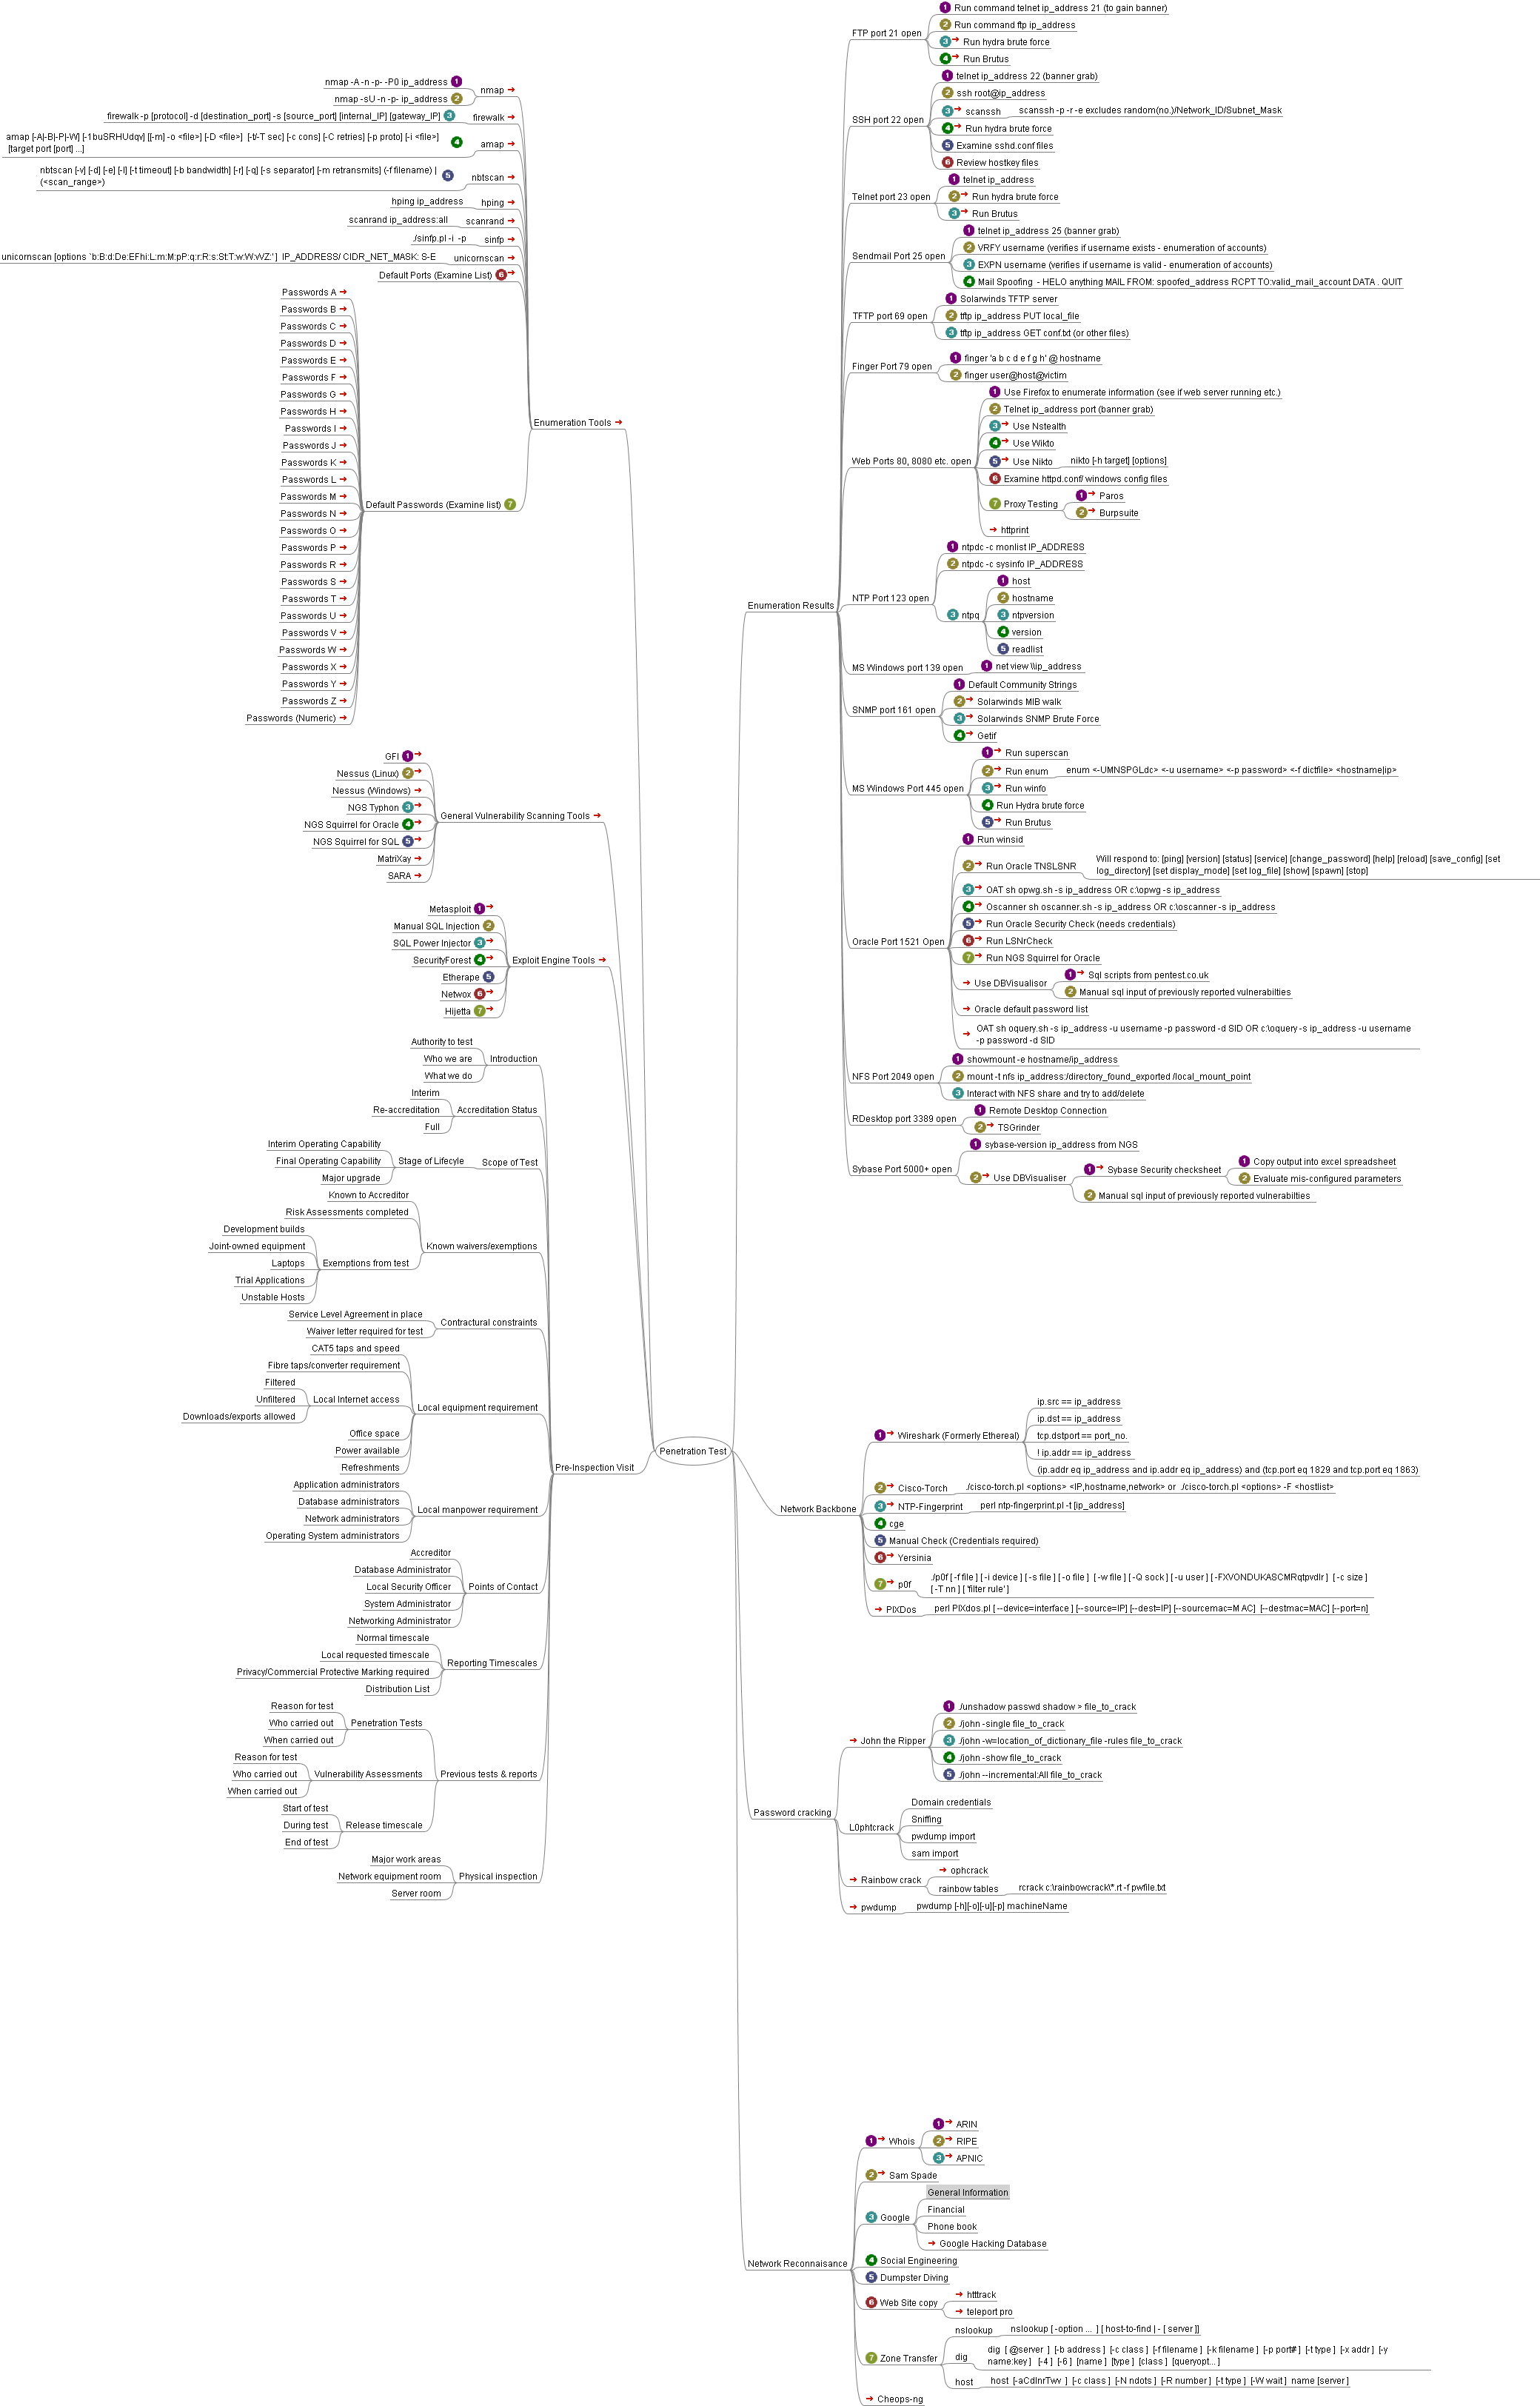 Penetration Test
Enumeration Tools
nmap
nmap -A -n -p- -P0 ip_address
nmap -sU -n -p- ip_address
firewalk
firewalk -p [protocol] -d [destination_port] -s [source_port] [internal_IP] [gateway_IP]
amap
amap [-A|-B|-P|-W] [-1buSRHUdqv] [[-m] -o <file>] [-D <file>] [-t/-T sec] [-c cons] [-C retries] [-p proto] [-i <file>]
[target port [port] ...]
nbtscan
nbtscan [-v] [-d] [-e] [-l] [-t timeout] [-b bandwidth] [-r] [-q] [-s separator] [-m retransmits] (-f filename) |
(<scan_range>)
hping
hping ip_address
scanrand
scanrand ip_address:all
sinfp
./sinfp.pl -i -p
unicornscan
unicornscan [options `b:B:d:De:EFhi:L:m:M:pP:q:r:R:s:St:T:w:W:vVZ:' ] IP_ADDRESS/ CIDR_NET_MASK: S-E
Default Ports (Examine List)
Default Passwords (Examine list)
Passwords A
Passwords B
Passwords C
Passwords D
Passwords E
Passwords F
Passwords G
Passwords H
Passwords I
Passwords J
Passwords K
Passwords L
Passwords M
Passwords N
Passwords O
Passwords P
Passwords R
Passwords S
Passwords T
Passwords U
Passwords V
Passwords W
Passwords X
Passwords Y
Passwords Z
Passwords (Numeric)
General Vulnerability Scanning Tools
GFI
Nessus (Linux)
Nessus (Windows)
NGS Typhon
NGS Squirrel for Oracle
NGS Squirrel for SQL
MatriXay
SARA
Exploit Engine Tools
Metasploit
Manual SQL Injection
SQL Power Injector
SecurityForest
Etherape
Netwox
Hijetta
Pre-Inspection Visit
Introduction
Authority to test
Who we are
What we do
Accreditation Status
Interim
Re-accreditation
Full
Scope of Test
Stage of Lifecyle
Interim Operating Capability
Final Operating Capability
Major upgrade
Known waivers/exemptions
Known to Accreditor
Risk Assessments completed
Exemptions from test
Development builds
Joint-owned equipment
Laptops
Trial Applications
Unstable Hosts
Contractural constraints
Service Level Agreement in place
Waiver letter required for test
Local equipment requirement
CAT5 taps and speed
Fibre taps/converter requirement
Local Internet access
Filtered
Unfiltered
Downloads/exports allowed
Office space
Power available
Refreshments
Local manpower requirement
Application administrators
Database administrators
Network administrators
Operating System administrators
Points of Contact
Accreditor
Database Administrator
Local Security Officer
System Administrator
Networking Administrator
Reporting Timescales
Normal timescale
Local requested timescale
Privacy/Commercial Protective Marking required
Distribution List
Previous tests & reports
Penetration Tests
Reason for test
Who carried out
When carried out
Vulnerability Assessments
Reason for test
Who carried out
When carried out
Release timescale
Start of test
During test
End of test
Physical inspection
Major work areas
Network equipment room
Server room
Enumeration Results
FTP port 21 open
Run command telnet ip_address 21 (to gain banner)
Run command ftp ip_address
Run hydra brute force
Run Brutus
SSH port 22 open
telnet ip_address 22 (banner grab)
ssh root@ip_address
scanssh
scanssh -p -r -e excludes random(no.)/Network_ID/Subnet_Mask
Run hydra brute force
Examine sshd.conf files
Review hostkey files
Telnet port 23 open
telnet ip_address
Run hydra brute force
Run Brutus
Sendmail Port 25 open
telnet ip_address 25 (banner grab)
VRFY username (verifies if username exists - enumeration of accounts)
EXPN username (verifies if username is valid - enumeration of accounts)
Mail Spoofing - HELO anything MAIL FROM: spoofed_address RCPT TO:valid_mail_account DATA . QUIT
TFTP port 69 open
Solarwinds TFTP server
tftp ip_address PUT local_file
tftp ip_address GET conf.txt (or other files)
Finger Port 79 open
finger 'a b c d e f g h' @ hostname
finger user@host@victim
Web Ports 80, 8080 etc. open
Use Firefox to enumerate information (see if web server running etc.)
Telnet ip_address port (banner grab)
Use Nstealth
Use Wikto
Use Nikto
nikto [-h target] [options]
Examine httpd.conf/ windows config files
Proxy Testing
Paros
Burpsuite
httprint
NTP Port 123 open
ntpdc -c monlist IP_ADDRESS
ntpdc -c sysinfo IP_ADDRESS
ntpq
host
hostname
ntpversion
version
readlist
MS Windows port 139 open
net view \\ip_address
SNMP port 161 open
Default Community Strings
Solarwinds MIB walk
Solarwinds SNMP Brute Force
Getif
MS Windows Port 445 open
Run superscan
Run enum
enum <-UMNSPGLdc> <-u username> <-p password> <-f dictfile> <hostname|ip>
Run winfo
Run Hydra brute force
Run Brutus
Oracle Port 1521 Open
Run winsid
Run Oracle TNSLSNR
Will respond to: [ping] [version] [status] [service] [change_password] [help] [reload] [save_config] [set
log_directory] [set display_mode] [set log_file] [show] [spawn] [stop]
OAT sh opwg.sh -s ip_address OR c:\opwg -s ip_address
Oscanner sh oscanner.sh -s ip_address OR c:\oscanner -s ip_address
Run Oracle Security Check (needs credentials)
Run LSNrCheck
Run NGS Squirrel for Oracle
Use DBVisualisor
Sql scripts from pentest.co.uk
Manual sql input of previously reported vulnerabilties
Oracle default password list
OAT sh oquery.sh -s ip_address -u username -p password -d SID OR c:\oquery -s ip_address -u username
-p password -d SID
NFS Port 2049 open
showmount -e hostname/ip_address
mount -t nfs ip_address:/directory_found_exported /local_mount_point
Interact with NFS share and try to add/delete
RDesktop port 3389 open
Remote Desktop Connection
TSGrinder
Sybase Port 5000+ open
sybase-version ip_address from NGS
Use DBVisualiser
Sybase Security checksheet
Copy output into excel spreadsheet
Evaluate mis-configured parameters
Manual sql input of previously reported vulnerabilties
Network Backbone
Wireshark (Formerly Ethereal)
ip.src == ip_address
ip.dst == ip_address
tcp.dstport == port_no.
! ip.addr == ip_address
(ip.addr eq ip_address and ip.addr eq ip_address) and (tcp.port eq 1829 and tcp.port eq 1863)
Cisco-Torch
./cisco-torch.pl <options> <IP,hostname,network> or ./cisco-torch.pl <options> -F <hostlist>
NTP-Fingerprint
perl ntp-fingerprint.pl -t [ip_address]
cge
Manual Check (Credentials required)
Yersinia
p0f
./p0f [ -f file ] [ -i device ] [ -s file ] [ -o file ] [ -w file ] [ -Q sock ] [ -u user ] [ -FXVONDUKASCMRqtpvdlr ] [ -c size ]
[ -T nn ] [ 'filter rule' ]
PIXDos
perl PIXdos.pl [ --device=interface ] [--source=IP] [--dest=IP] [--sourcemac=M AC] [--destmac=MAC] [--port=n]
Password cracking
John the Ripper
./unshadow passwd shadow > file_to_crack
./john -single file_to_crack
./john -w=location_of_dictionary_file -rules file_to_crack
./john -show file_to_crack
./john --incremental:All file_to_crack
L0phtcrack
Domain credentials
Sniffing
pwdump import
sam import
Rainbow crack
ophcrack
rainbow tables
rcrack c:\rainbowcrack\*.rt -f pwfile.txt
pwdump
pwdump [-h][-o][-u][-p] machineName
Network Reconnaisance
Whois
ARIN
RIPE
APNIC
Sam Spade
Google
General Information
Financial
Phone book
Google Hacking Database
Social Engineering
Dumpster Diving
Web Site copy
htttrack
teleport pro
Zone Transfer
nslookup
nslookup [ -option ... ] [ host-to-find | - [ server ]]
dig
dig [ @server ] [-b address ] [-c class ] [-f filename ] [-k filename ] [-p port# ] [-t type ] [-x addr ] [-y
name:key ] [-4 ] [-6 ] [name ] [type ] [class ] [queryopt... ]
host
host [-aCdlnrTwv ] [-c class ] [-N ndots ] [-R number ] [-t type ] [-W wait ] name [server ]
Cheops-ng